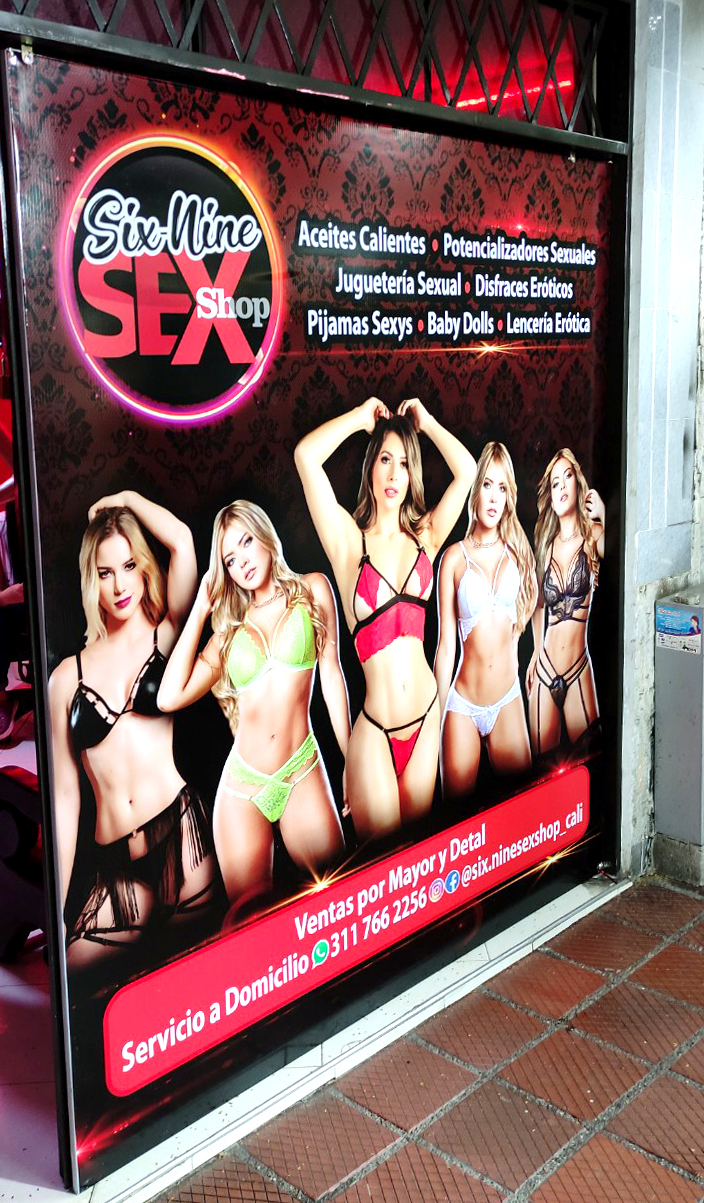 Six-Nine
SEX
Shop
Aceites Calientes • Potencializadores Sexuales
Juguetería Sexual • Disfraces Eróticos
Pijamas Sexys • Baby Dolls • Lencería Erótica
Ventas por Mayor y Detal
Servicio a Domicilio 311 766 2256 @six.ninesexshop_cali